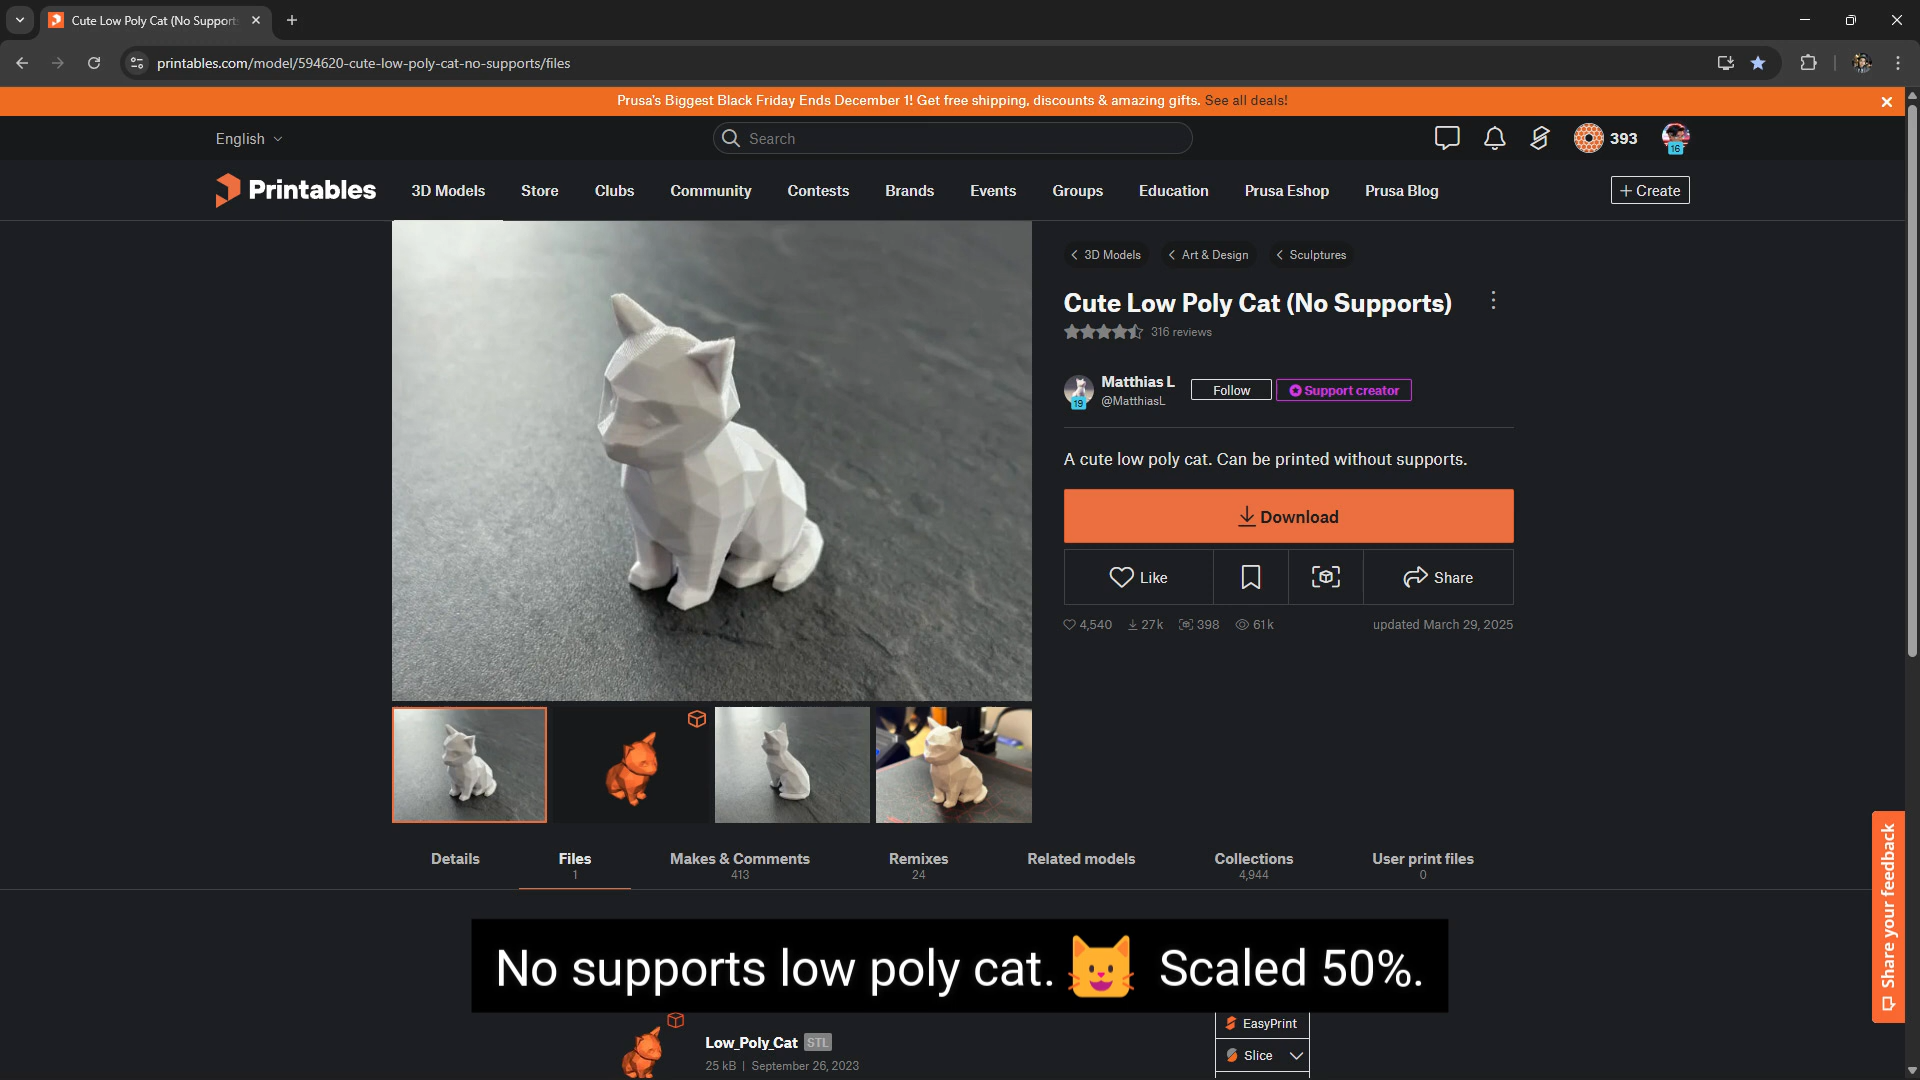 Cute Low Poly Cat (No Support
printables.com/model/594620-cute-low-poly-cat-no-supports/files
Prusa's Biggest Black Friday Ends December 1! Get free shipping, discounts & amazing gifts. See all deals!
English
Search
393
16
Printables
3D Models
Store
Clubs
Community
Contests
Brands
Events
Groups
Education
Prusa Eshop
Prusa Blog
Create
3D Models
Art & Design
Sculptures
Cute Low Poly Cat (No Supports)
316 reviews
Matthias L
@MatthiasL
19
Follow
Support creator
A cute low poly cat. Can be printed without supports.
Download
Like
Share
4,540
27k
398
61k
updated March 29, 2025
Details
Files
1
Makes & Comments
413
Remixes
24
Related models
Collections
4,944
User print files
0
Share your feedback
No supports low poly cat. 😺 Scaled 50%.
Low_Poly_Cat STL
25 kB | September 26, 2023
EasyPrint
Slice